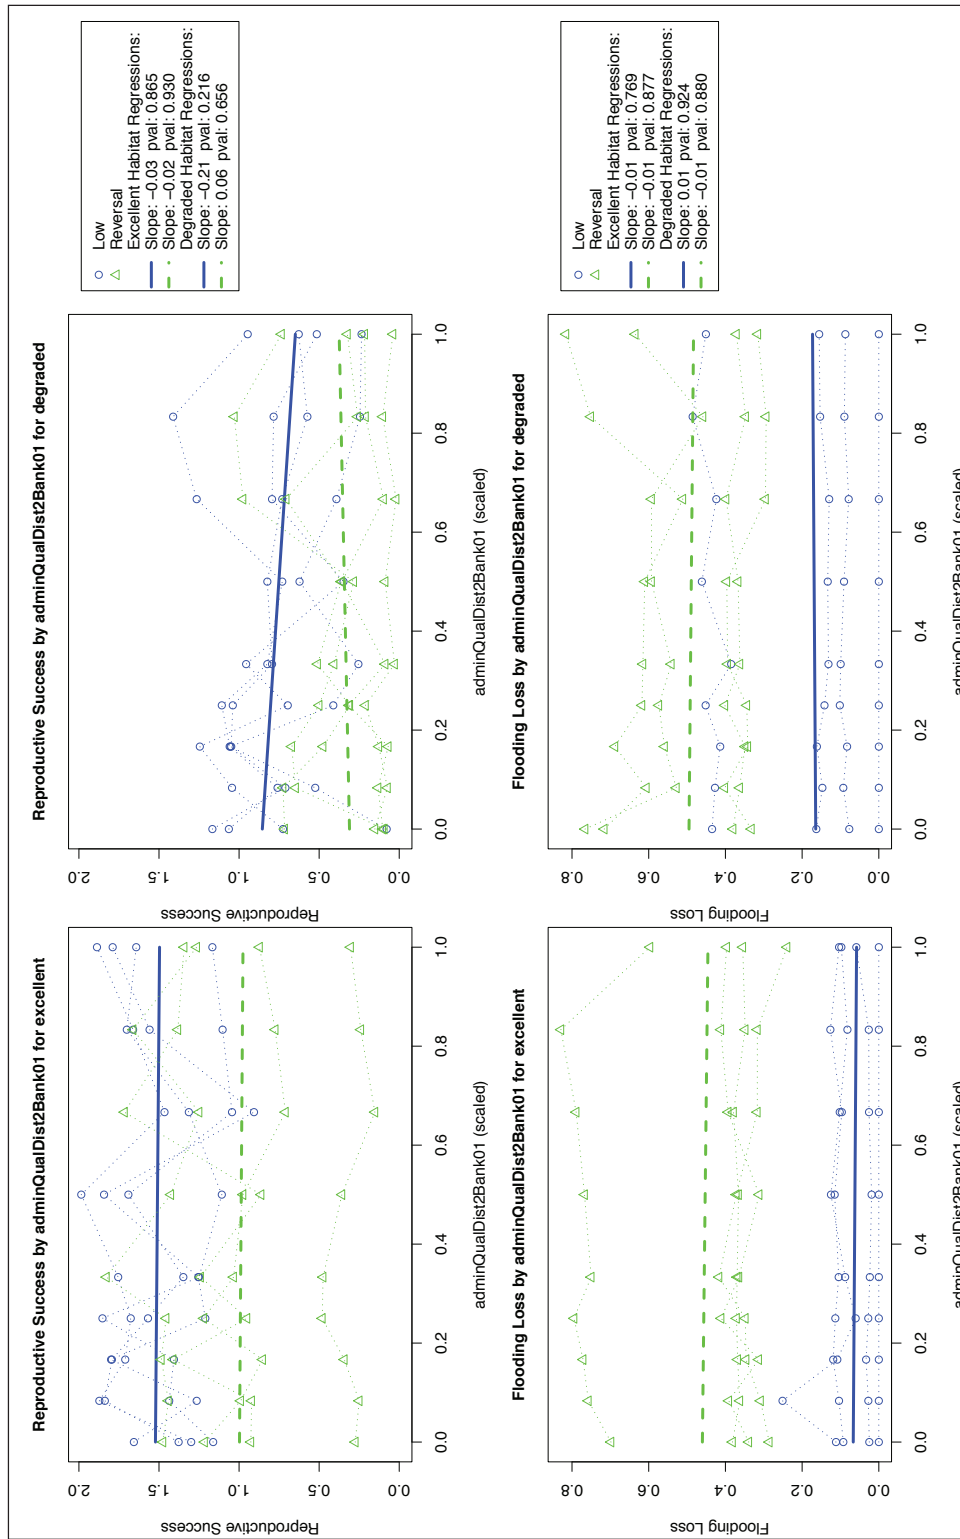 Reproductive Success by adminQualDist2Bank01 for excellent
Reproductive Success
0.0 0.5 1.0 1.5 2.0
0.0 0.2 0.4 0.6 0.8 1.0
adminQualDist2Bank01 (scaled)
Reproductive Success by adminQualDist2Bank01 for degraded
Reproductive Success
0.0 0.5 1.0 1.5 2.0
0.0 0.2 0.4 0.6 0.8 1.0
adminQualDist2Bank01 (scaled)
Low
Reversal
Excellent Habitat Regressions:
Slope: −0.03 pval: 0.865
Slope: −0.02 pval: 0.930
Degraded Habitat Regressions:
Slope: −0.21 pval: 0.216
Slope: 0.06 pval: 0.656
Flooding Loss by adminQualDist2Bank01 for excellent
Flooding Loss
0.0 0.2 0.4 0.6 0.8
0.0 0.2 0.4 0.6 0.8 1.0
adminQualDist2Bank01 (scaled)
Flooding Loss by adminQualDist2Bank01 for degraded
Flooding Loss
0.0 0.2 0.4 0.6 0.8
0.0 0.2 0.4 0.6 0.8 1.0
adminQualDist2Bank01 (scaled)
Low
Reversal
Excellent Habitat Regressions:
Slope: −0.01 pval: 0.769
Slope: −0.01 pval: 0.877
Degraded Habitat Regressions:
Slope: 0.01 pval: 0.924
Slope: −0.01 pval: 0.880